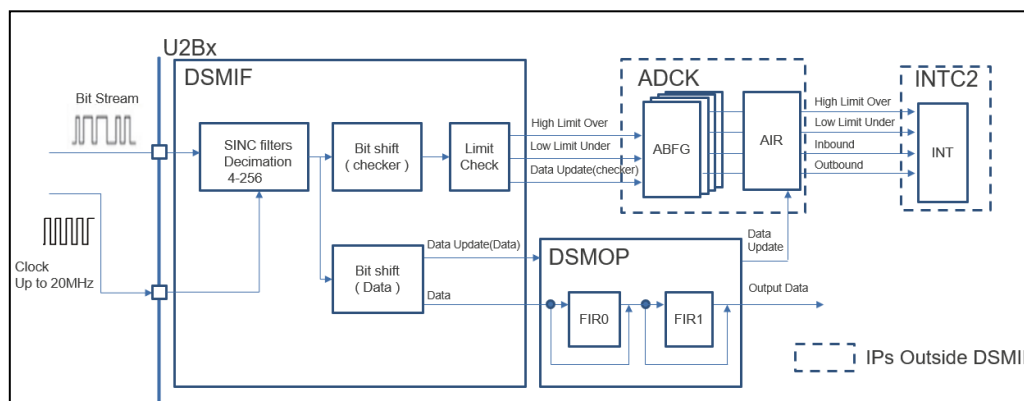 U2Bx
DSMIF
Bit Stream
SINC filters
Decimation
4-256
Bit shift
( checker )
Limit
Check
High Limit Over
Low Limit Under
Data Update(checker)
ADCK
ABFG
AIR
High Limit Over
Low Limit Under
Inbound
Outbound
INTC2
INT
Clock
Up to 20MHz
Bit shift
( Data )
Data Update(Data)
Data
DSMOP
FIR0
FIR1
Data
Update
Output Data
IPs Outside DSMIF